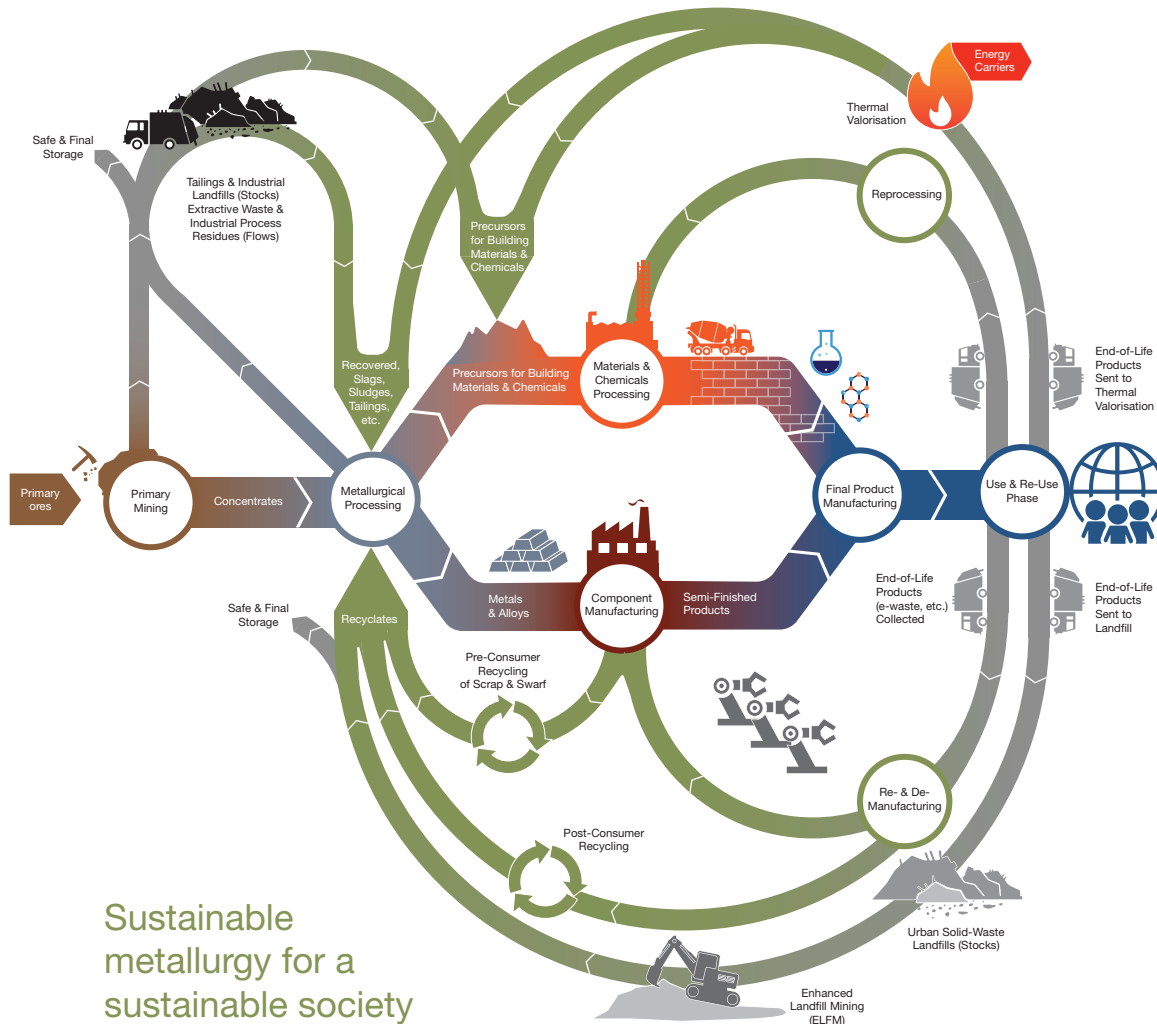 Energy
Carriers
Thermal
Valorisation
Safe & Final
Storage
Reprocessing
Tailings & Industrial
Landfills (Stocks)
Extractive Waste &
Industrial Process
Residues (Flows)
Precursors
for Building
Materials &
Chemicals
Recovered,
Slags,
Sludges,
Tailings,
etc.
Precursors for Building
Materials & Chemicals
Materials &
Chemicals
Processing
End-of-Life
Products
Sent to
Thermal
Valorisation
Primary
ores
Primary
Mining
Concentrates
Metallurgical
Processing
Final Product
Manufacturing
Use & Re-Use
Phase
Safe & Final
Storage
Recyclates
Metals
& Alloys
Component
Manufacturing
Semi-Finished
Products
End-of-Life
Products
(e-waste, etc.)
Collected
End-of-Life
Products
Sent to
Landfill
Pre-Consumer
Recycling
of Scrap & Swarf
Re- & De-
Manufacturing
Post-Consumer
Recycling
Urban Solid-Waste
Landfills (Stocks)
Enhanced
Landfill Mining
(ELFM)
Sustainable
metallurgy for a
sustainable society